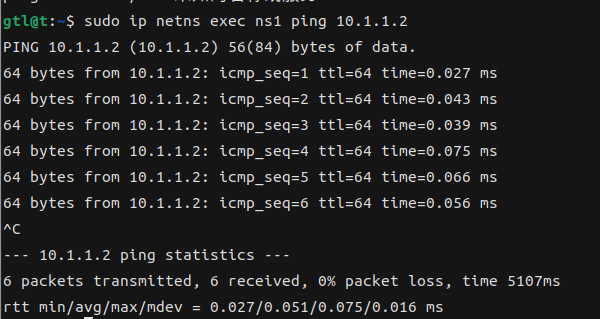 gtl@t:~$ sudo ip netns exec ns1 ping 10.1.1.2
PING 10.1.1.2 (10.1.1.2) 56(84) bytes of data.
64 bytes from 10.1.1.2: icmp_seq=1 ttl=64 time=0.027 ms
64 bytes from 10.1.1.2: icmp_seq=2 ttl=64 time=0.043 ms
64 bytes from 10.1.1.2: icmp_seq=3 ttl=64 time=0.039 ms
64 bytes from 10.1.1.2: icmp_seq=4 ttl=64 time=0.075 ms
64 bytes from 10.1.1.2: icmp_seq=5 ttl=64 time=0.066 ms
64 bytes from 10.1.1.2: icmp_seq=6 ttl=64 time=0.056 ms
^C
--- 10.1.1.2 ping statistics ---
6 packets transmitted, 6 received, 0% packet loss, time 5107ms
rtt min/avg/max/mdev = 0.027/0.051/0.075/0.016 ms